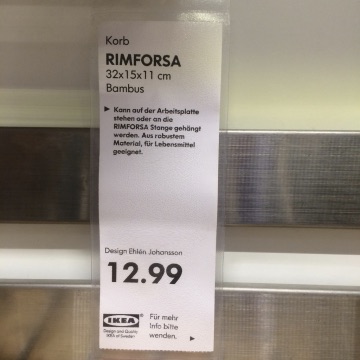 Korb
RIMFORSA
32x15x11 cm
Bambus
▶ Kann auf der Arbeitsplatte
stehen oder an die
RIMFORSA Stange gehängt
werden. Aus robustem
Material, für Lebensmittel
geeignet.
Design Ehlén Johansson
12.99
IKEA
Design and Quality
IKEA of Sweden
Für mehr
Info bitte
wenden. ▶